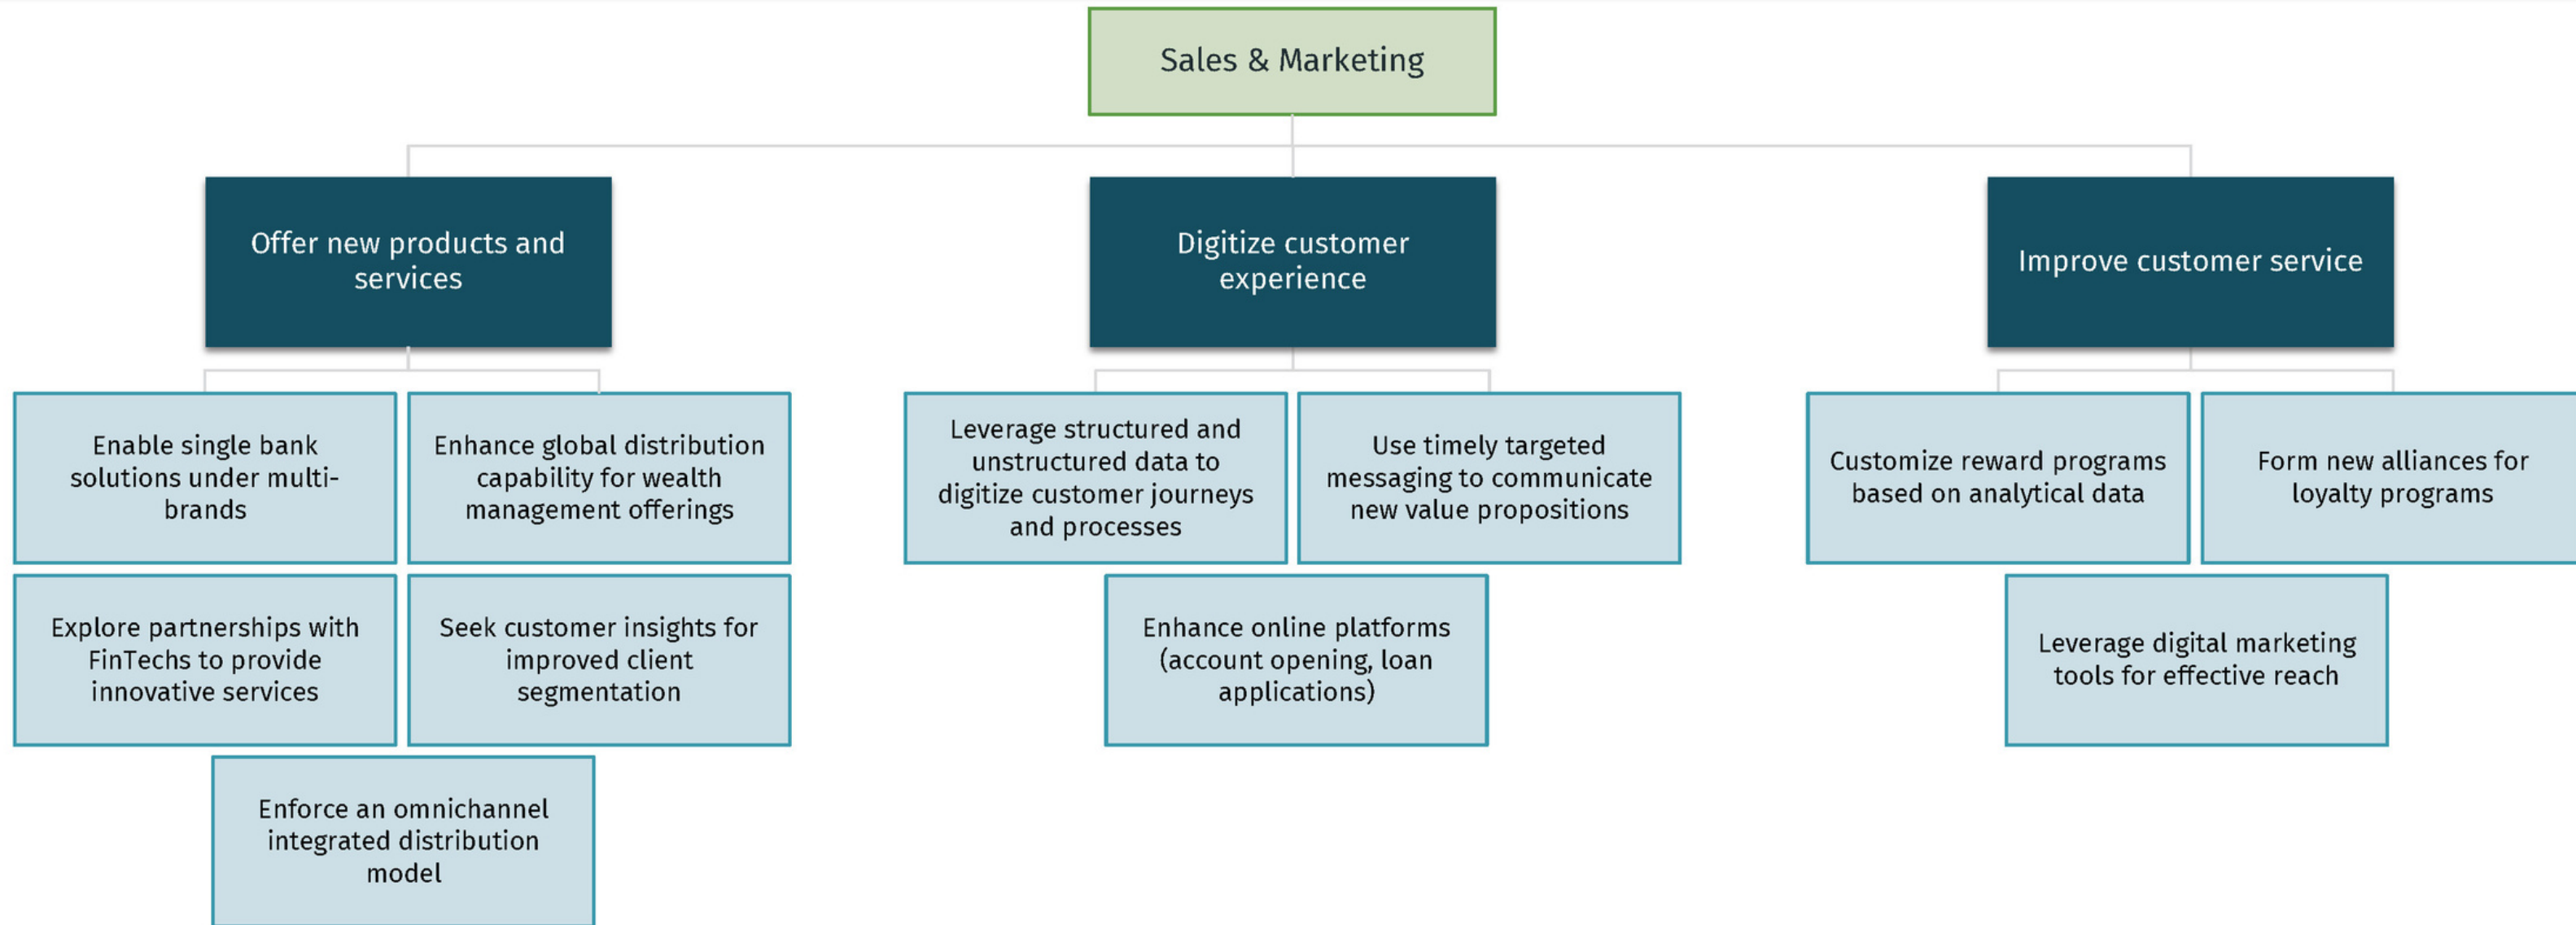 Sales & Marketing
Offer new products and
services
Digitize customer
experience
Improve customer service
Enable single bank
solutions under multi-
brands
Enhance global distribution
capability for wealth
management offerings
Explore partnerships with
FinTechs to provide
innovative services
Seek customer insights for
improved client
segmentation
Enforce an omnichannel
integrated distribution
model
Leverage structured and
unstructured data to
digitize customer journeys
and processes
Use timely targeted
messaging to communicate
new value propositions
Enhance online platforms
(account opening, loan
applications)
Customize reward programs
based on analytical data
Form new alliances for
loyalty programs
Leverage digital marketing
tools for effective reach